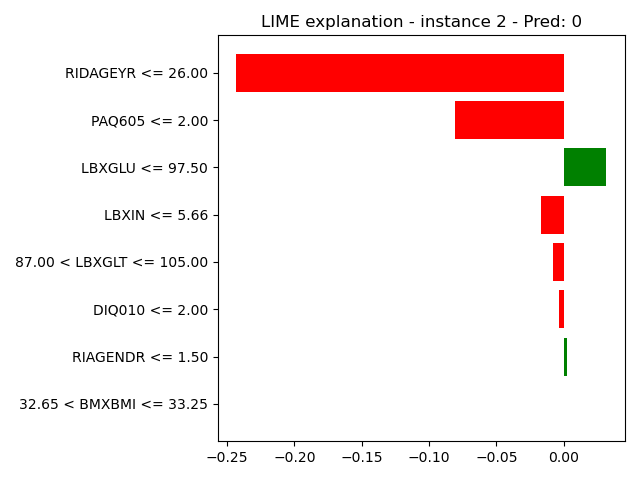 LIME explanation - instance 2 - Pred: 0
RIDAGEYR <= 26.00
PAQ605 <= 2.00
LBXGLU <= 97.50
LBXIN <= 5.66
87.00 < LBXGLT <= 105.00
DIQ010 <= 2.00
RIAGENDR <= 1.50
32.65 < BMXBMI <= 33.25
−0.25 −0.20 −0.15 −0.10 −0.05 0.00